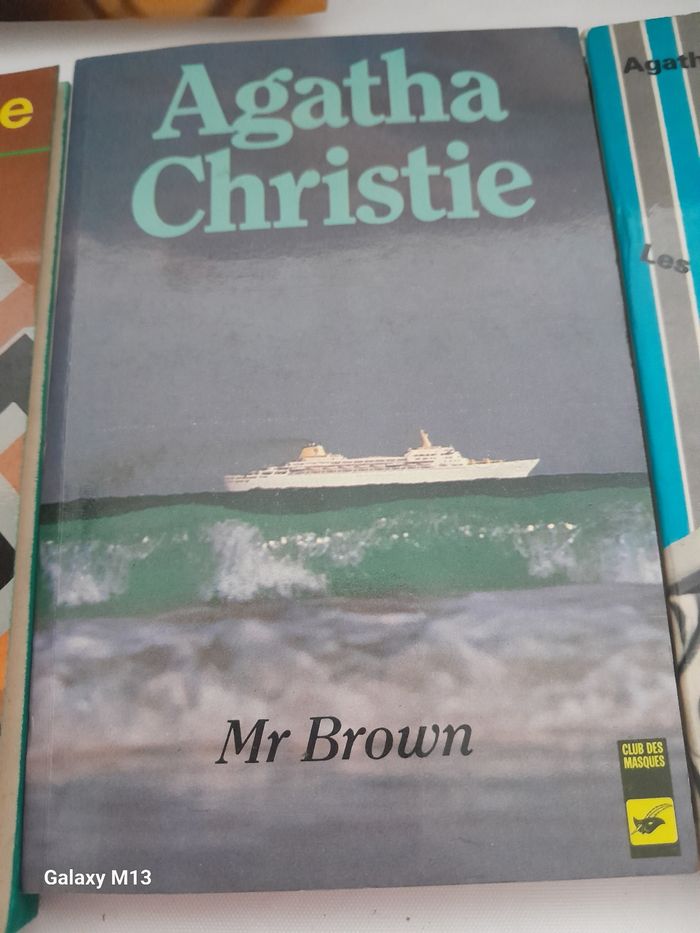 Agatha
Christie
Mr Brown
CLUB DES
MASQUES
e
Agath
Les
Galaxy M13